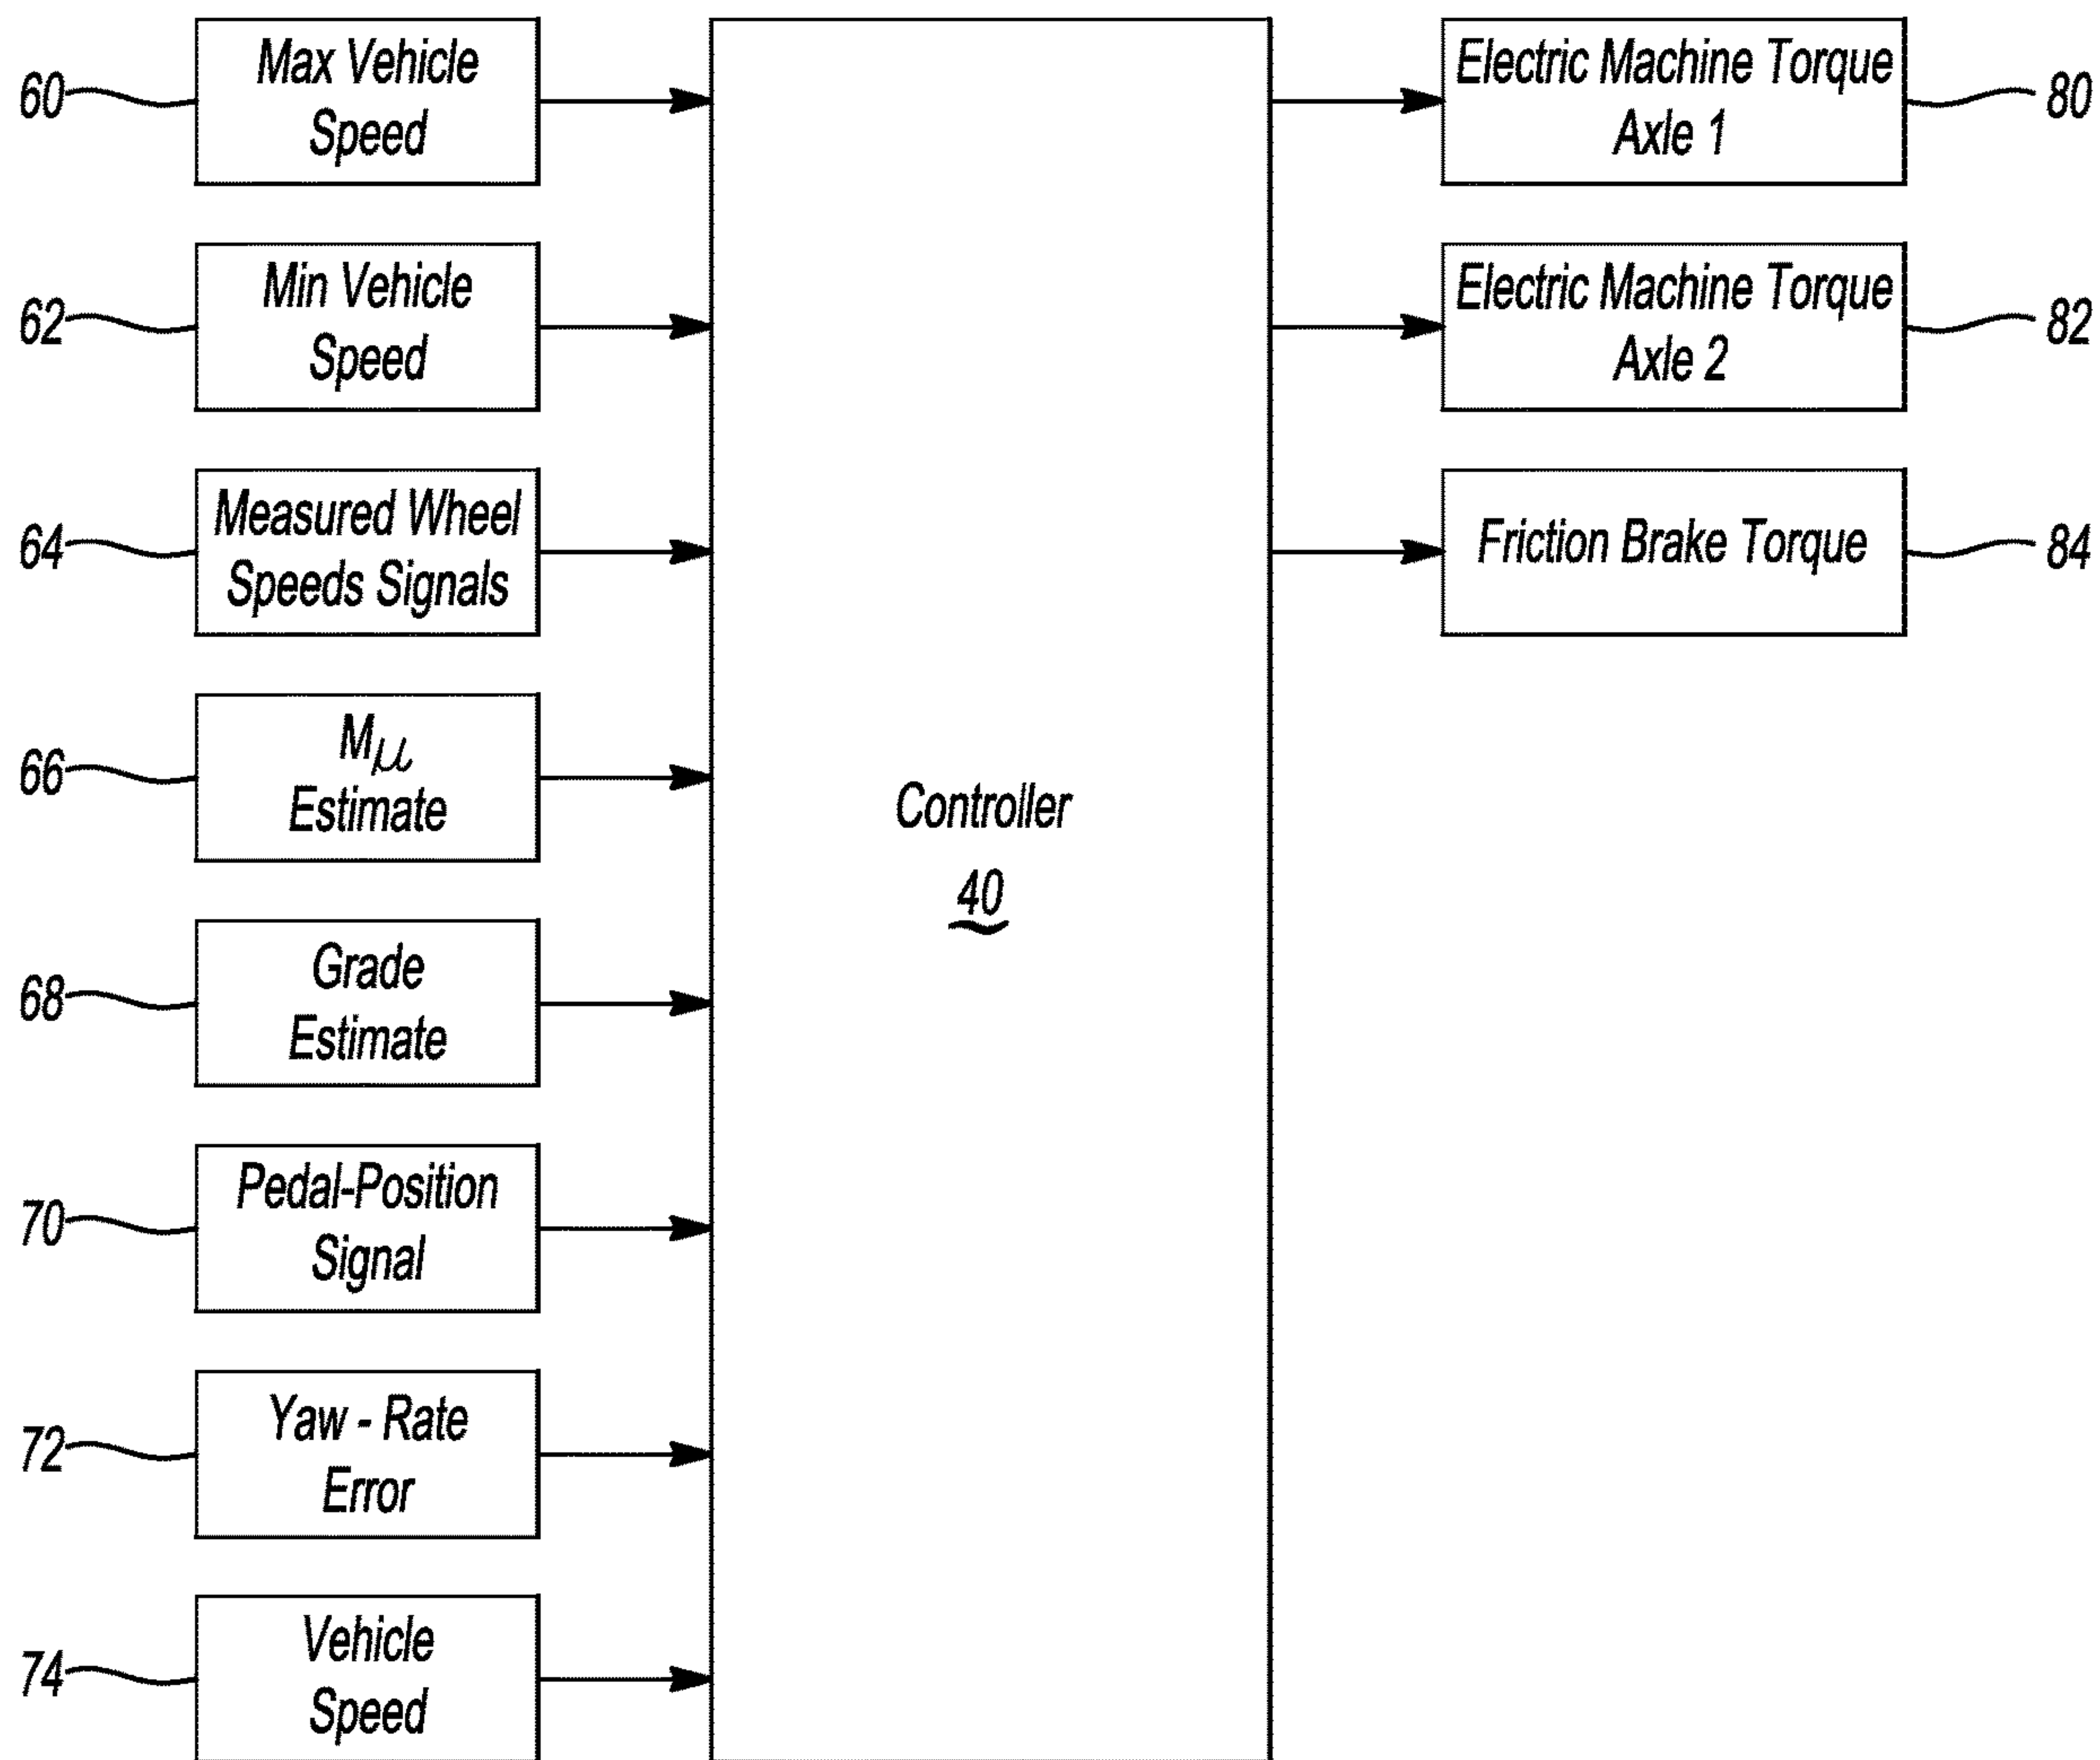 60
Max Vehicle
Speed
62
Min Vehicle
Speed
64
Measured Wheel
Speeds Signals
66
Mμ
Estimate
68
Grade
Estimate
70
Pedal-Position
Signal
72
Yaw - Rate
Error
74
Vehicle
Speed
Controller
40
Electric Machine Torque
Axle 1
80
Electric Machine Torque
Axle 2
82
Friction Brake Torque
84